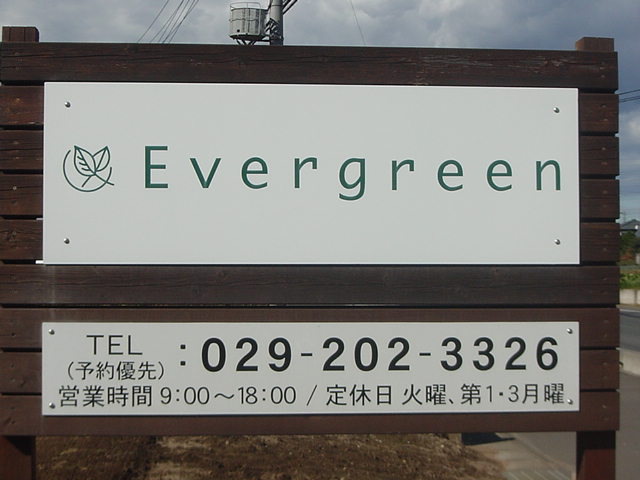 Evergreen
TEL
(予約優先)
:029-202-3326
営業時間 9:00～18:00 / 定休日 火曜、第1・3月曜